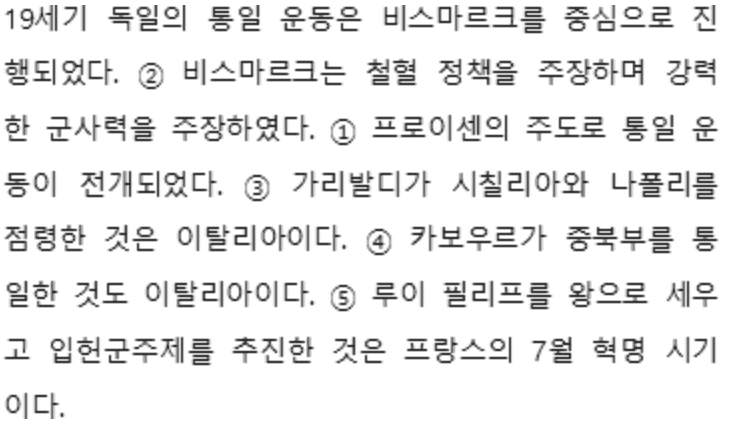 19세기 독일의 통일 운동은 비스마르크를 중심으로 진
행되었다. ② 비스마르크는 철혈 정책을 주장하며 강력
한 군사력을 주장하였다. ① 프로이센의 주도로 통일 운
동이 전개되었다. ③ 가리발디가 시칠리아와 나폴리를
점령한 것은 이탈리아이다. ④ 카보우르가 중북부를 통
일한 것도 이탈리아이다. ⑤ 루이 필리프를 왕으로 세우
고 입헌군주제를 추진한 것은 프랑스의 7월 혁명 시기
이다.